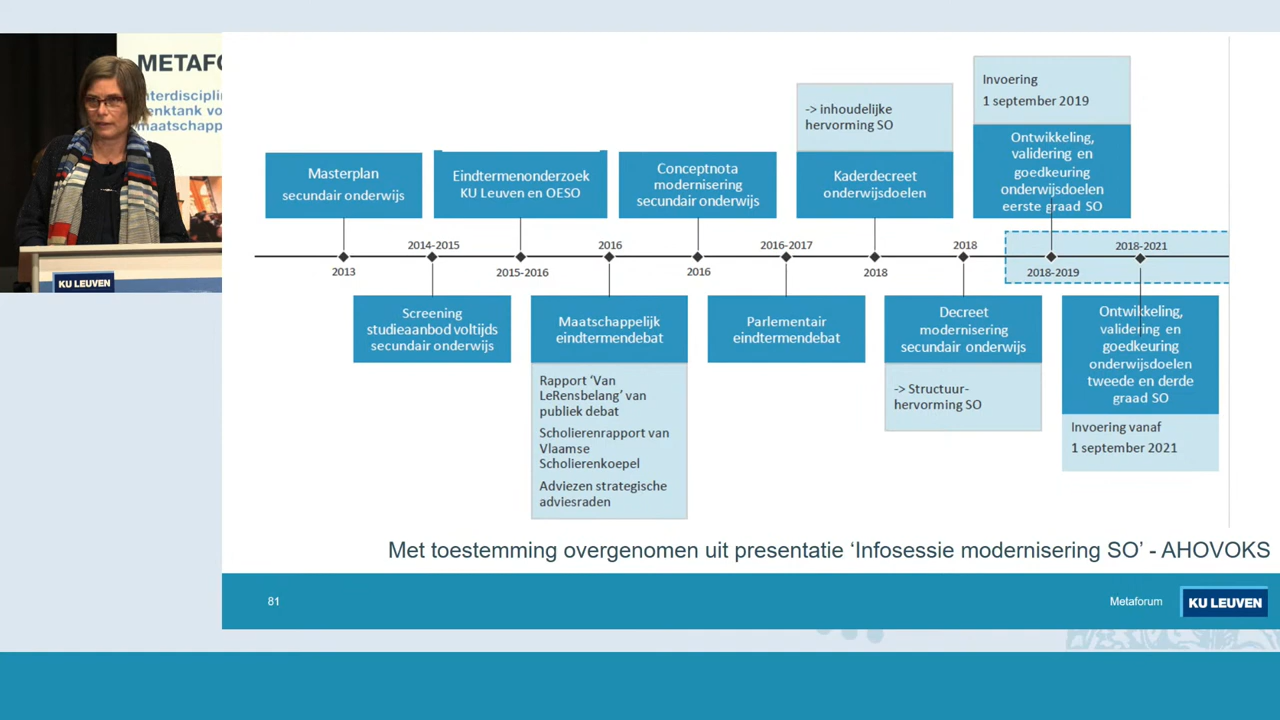 METAFO
nterdisciplin
enktank vo
maatschapp
KU LEUVEN
Masterplan
secundair onderwijs
Eindtermenonderzoek
KU Leuven en OESO
Conceptnota
modernisering
secundair onderwijs
-> inhoudelijke
hervorming SO
Kaderdecreet
onderwijsdoelen
Invoering
1 september 2019
Ontwikkeling,
validering en
goedkeuring
onderwijsdoelen
eerste graad SO
2014-2015
2016
2016-2017
2018
2018-2021
2013
2015-2016
2016
2018
2018-2019
Screening
studieaanbod voltijds
secundair onderwijs
Maatschappelijk
eindtermendebat
Rapport ‘Van
LeRensbelang’ van
publiek debat
Scholierenrapport van
Vlaamse
Scholierenkoepel
Adviezen strategische
adviesraden
Parlementair
eindtermendebat
Decreet
modernisering
secundair onderwijs
-> Structuur-
hervorming SO
Ontwikkeling,
validering en
goedkeuring
onderwijsdoelen
tweede en derde
graad SO
Invoering vanaf
1 september 2021
Met toestemming overgenomen uit presentatie ‘Infosessie modernisering SO’ - AHOVOKS
81
Metaforum
KU LEUVEN